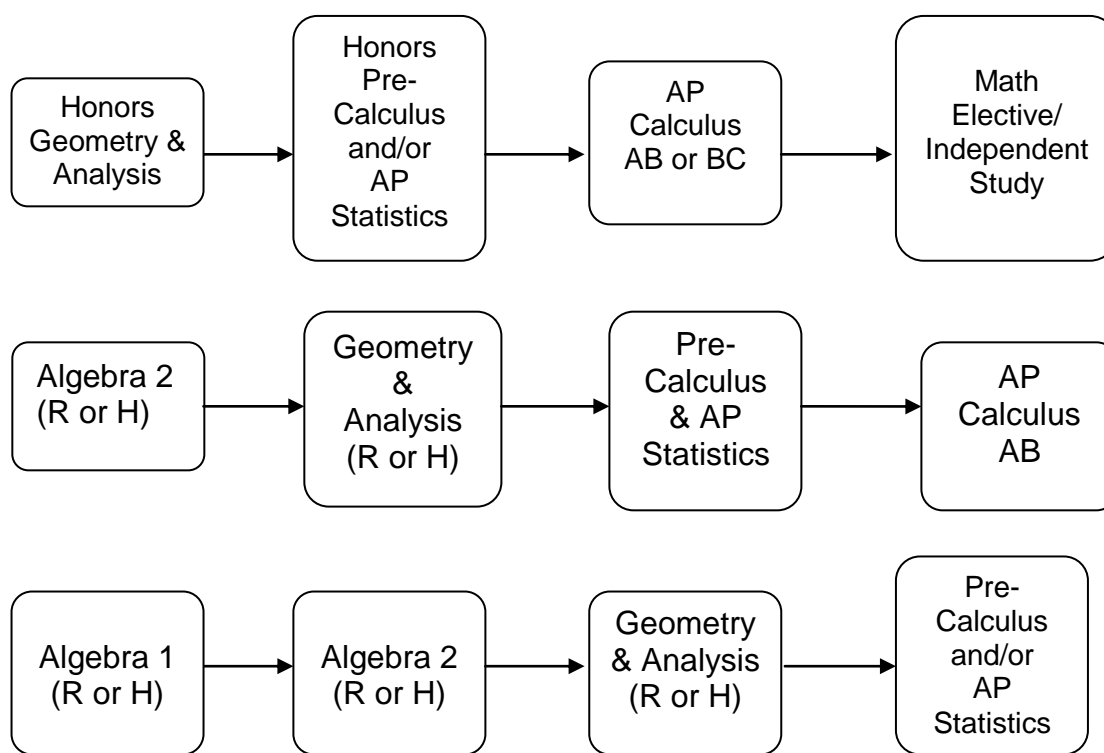 Honors
Geometry &
Analysis
Honors
Pre-
Calculus
and/or
AP
Statistics
AP
Calculus
AB or BC
Math
Elective/
Independent
Study
Algebra 2
(R or H)
Geometry
&
Analysis
(R or H)
Pre-
Calculus
& AP
Statistics
AP
Calculus
AB
Algebra 1
(R or H)
Algebra 2
(R or H)
Geometry
& Analysis
(R or H)
Pre-
Calculus
and/or
AP
Statistics